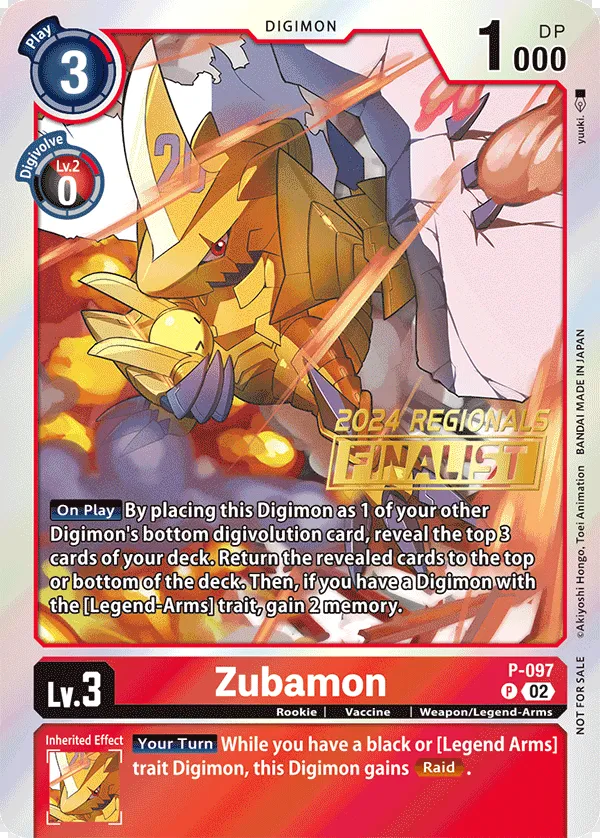 DIGIMON
Play
3
DP
1000
Digivolve
Lv.2
0
20
yuuki.
2024 REGIONALS
FINALIST
On Play By placing this Digimon as 1 of your other
Digimon's bottom digivolution card, reveal the top 3
cards of your deck. Return the revealed cards to the top
or bottom of the deck. Then, if you have a Digimon with
the [Legend-Arms] trait, gain 2 memory.
©Akiyoshi Hongo, Toei Animation BANDAI MADE IN JAPAN
NOT FOR SALE
Lv.3
Zubamon
P-097
P 02
Rookie | Vaccine | Weapon/Legend-Arms
Inherited Effect
Your Turn While you have a black or [Legend Arms]
trait Digimon, this Digimon gains Raid .